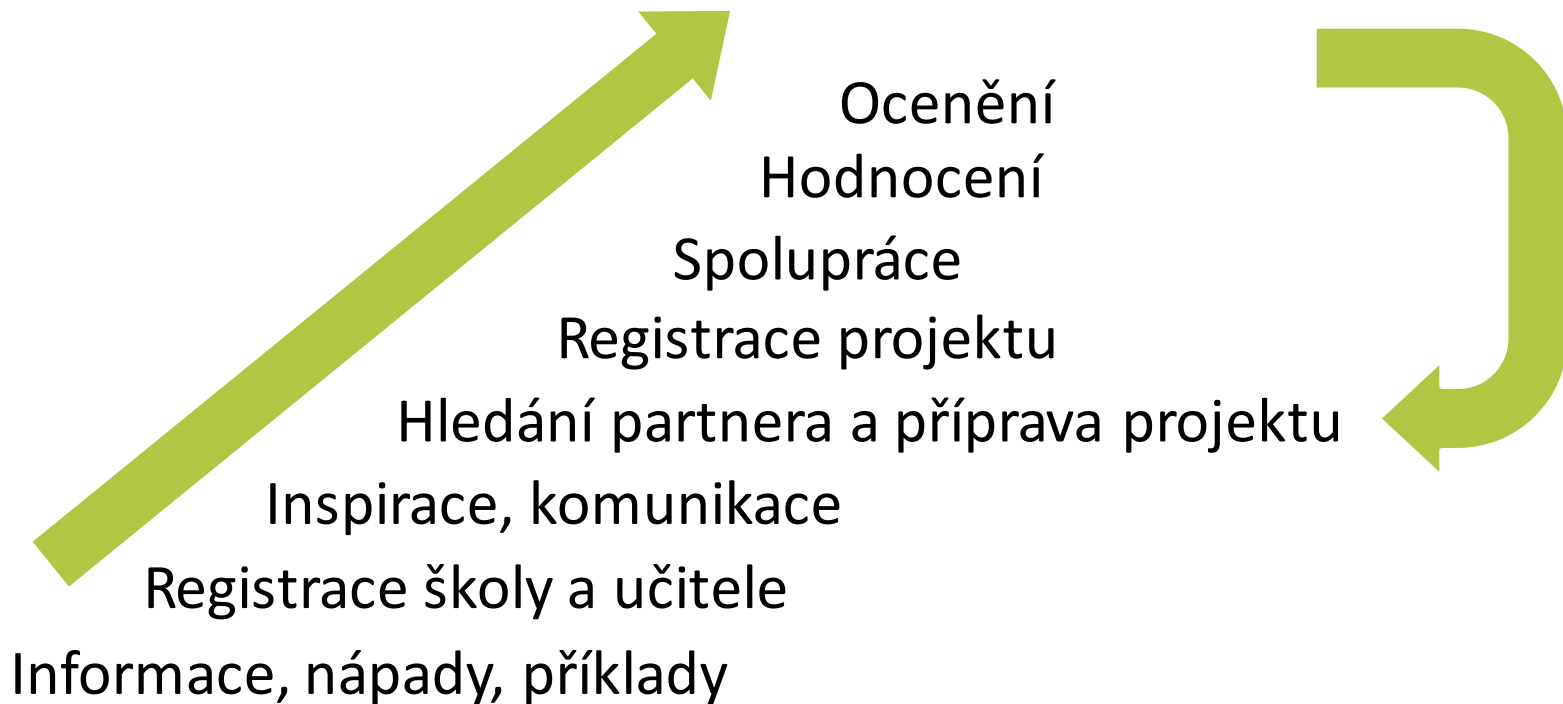 Ocenění
Hodnocení
Spolupráce
Registrace projektu
Hledání partnera a příprava projektu
Inspirace, komunikace
Registrace školy a učitele
Informace, nápady, příklady